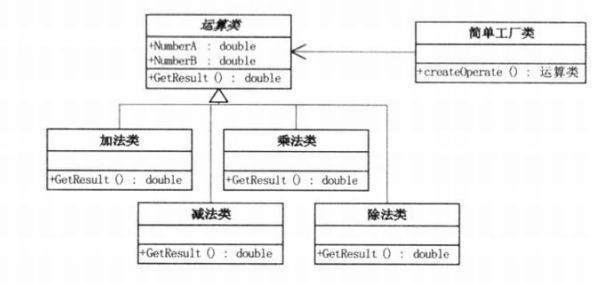 运算类
+NumberA : double
+NumberB : double
+GetResult () : double
简单工厂类
+createOperate () : 运算类
加法类
+GetResult () : double
乘法类
+GetResult () : double
减法类
+GetResult () : double
除法类
+GetResult () : double